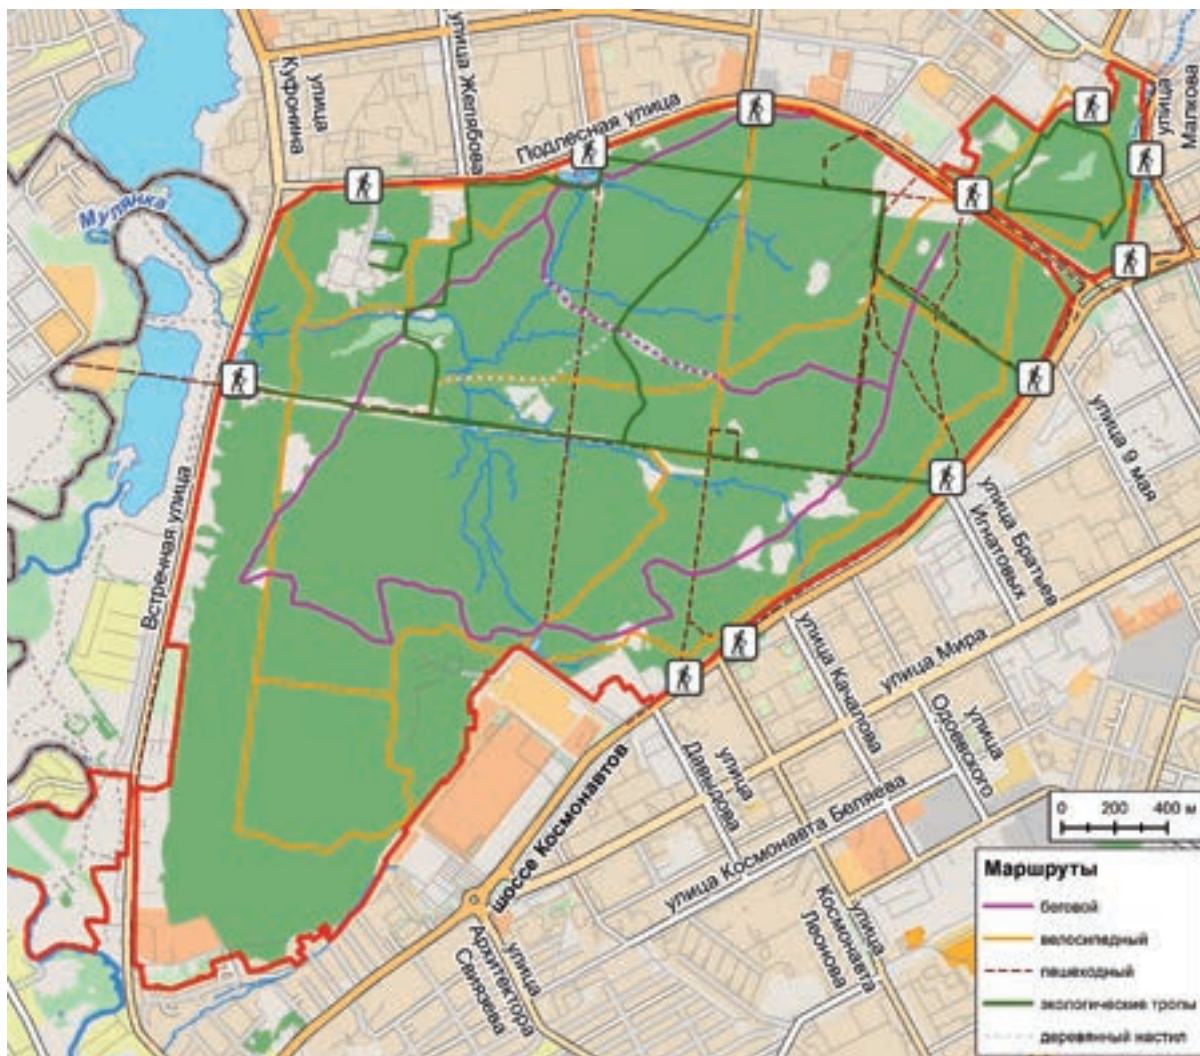 улица
Куфонина
улица Желябова
Подлесная улица
улица
Малкова
Мулянка
Встречная улица
улица 9 мая
улица Братьев
Игнатовых
улица Мира
улица Качалова
улица
Одоевского
улица
Давыдова
улица Космонавта Беляева
шоссе Космонавтов
улица
Архитектора
Свиязева
улица
Космонавта
Леонова
0 200 400 м
Маршруты
беговой
велосипедный
пешеходный
экологические тропы
деревянный настил